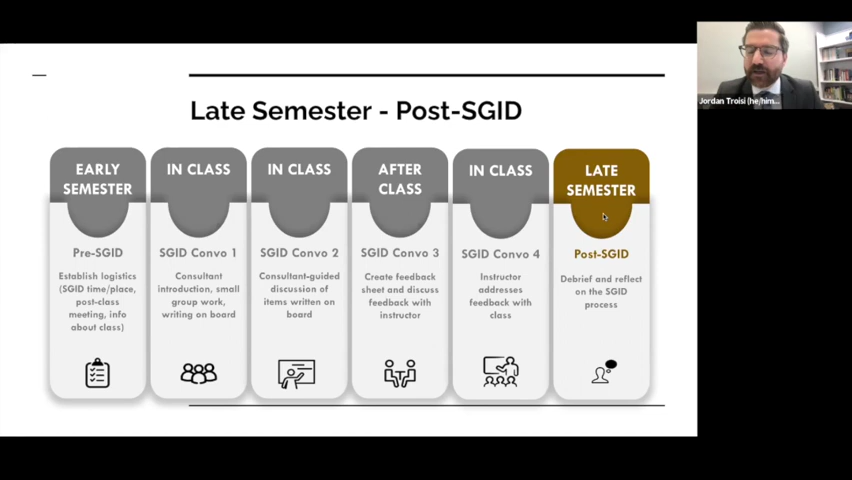 Late Semester - Post-SGID
EARLY
SEMESTER
Pre-SGID
Establish logistics
(SGID time/place,
post-class
meeting, info
about class)
IN CLASS
SGID Convo 1
Consultant
introduction, small
group work,
writing on board
IN CLASS
SGID Convo 2
Consultant-guided
discussion of
items written on
board
AFTER
CLASS
SGID Convo 3
Create feedback
sheet and discuss
feedback with
instructor
IN CLASS
SGID Convo 4
Instructor
addresses
feedback with
class
LATE
SEMESTER
Post-SGID
Debrief and reflect
on the SGID
process
Jordan Troisi (he/him...